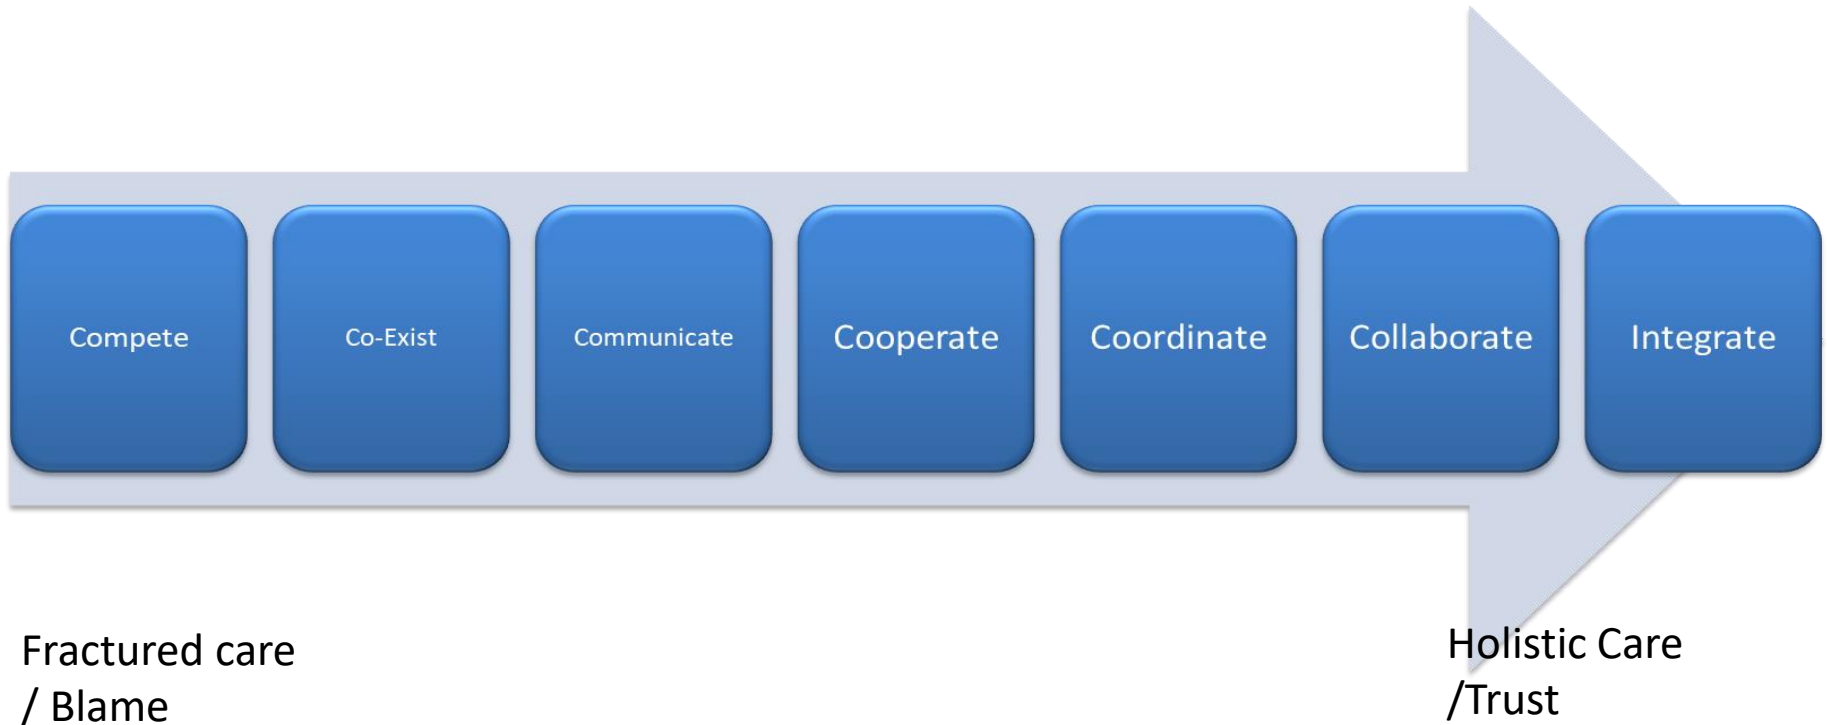 Compete
Co-Exist
Communicate
Cooperate
Coordinate
Collaborate
Integrate
Fractured care
/ Blame
Holistic Care
/Trust